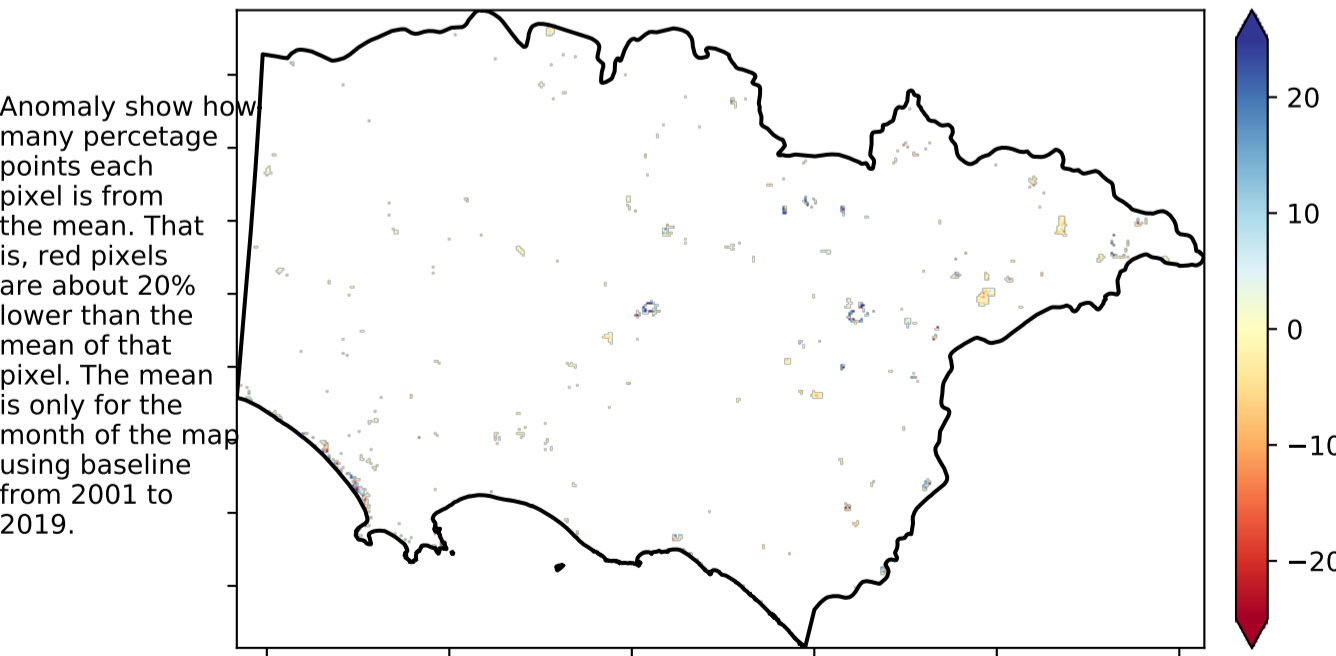 Anomaly show how
many percetage
points each
pixel is from
the mean. That
is, red pixels
are about 20%
lower than the
mean of that
pixel. The mean
is only for the
month of the map
using baseline
from 2001 to
2019.
20
10
0
−10
−20